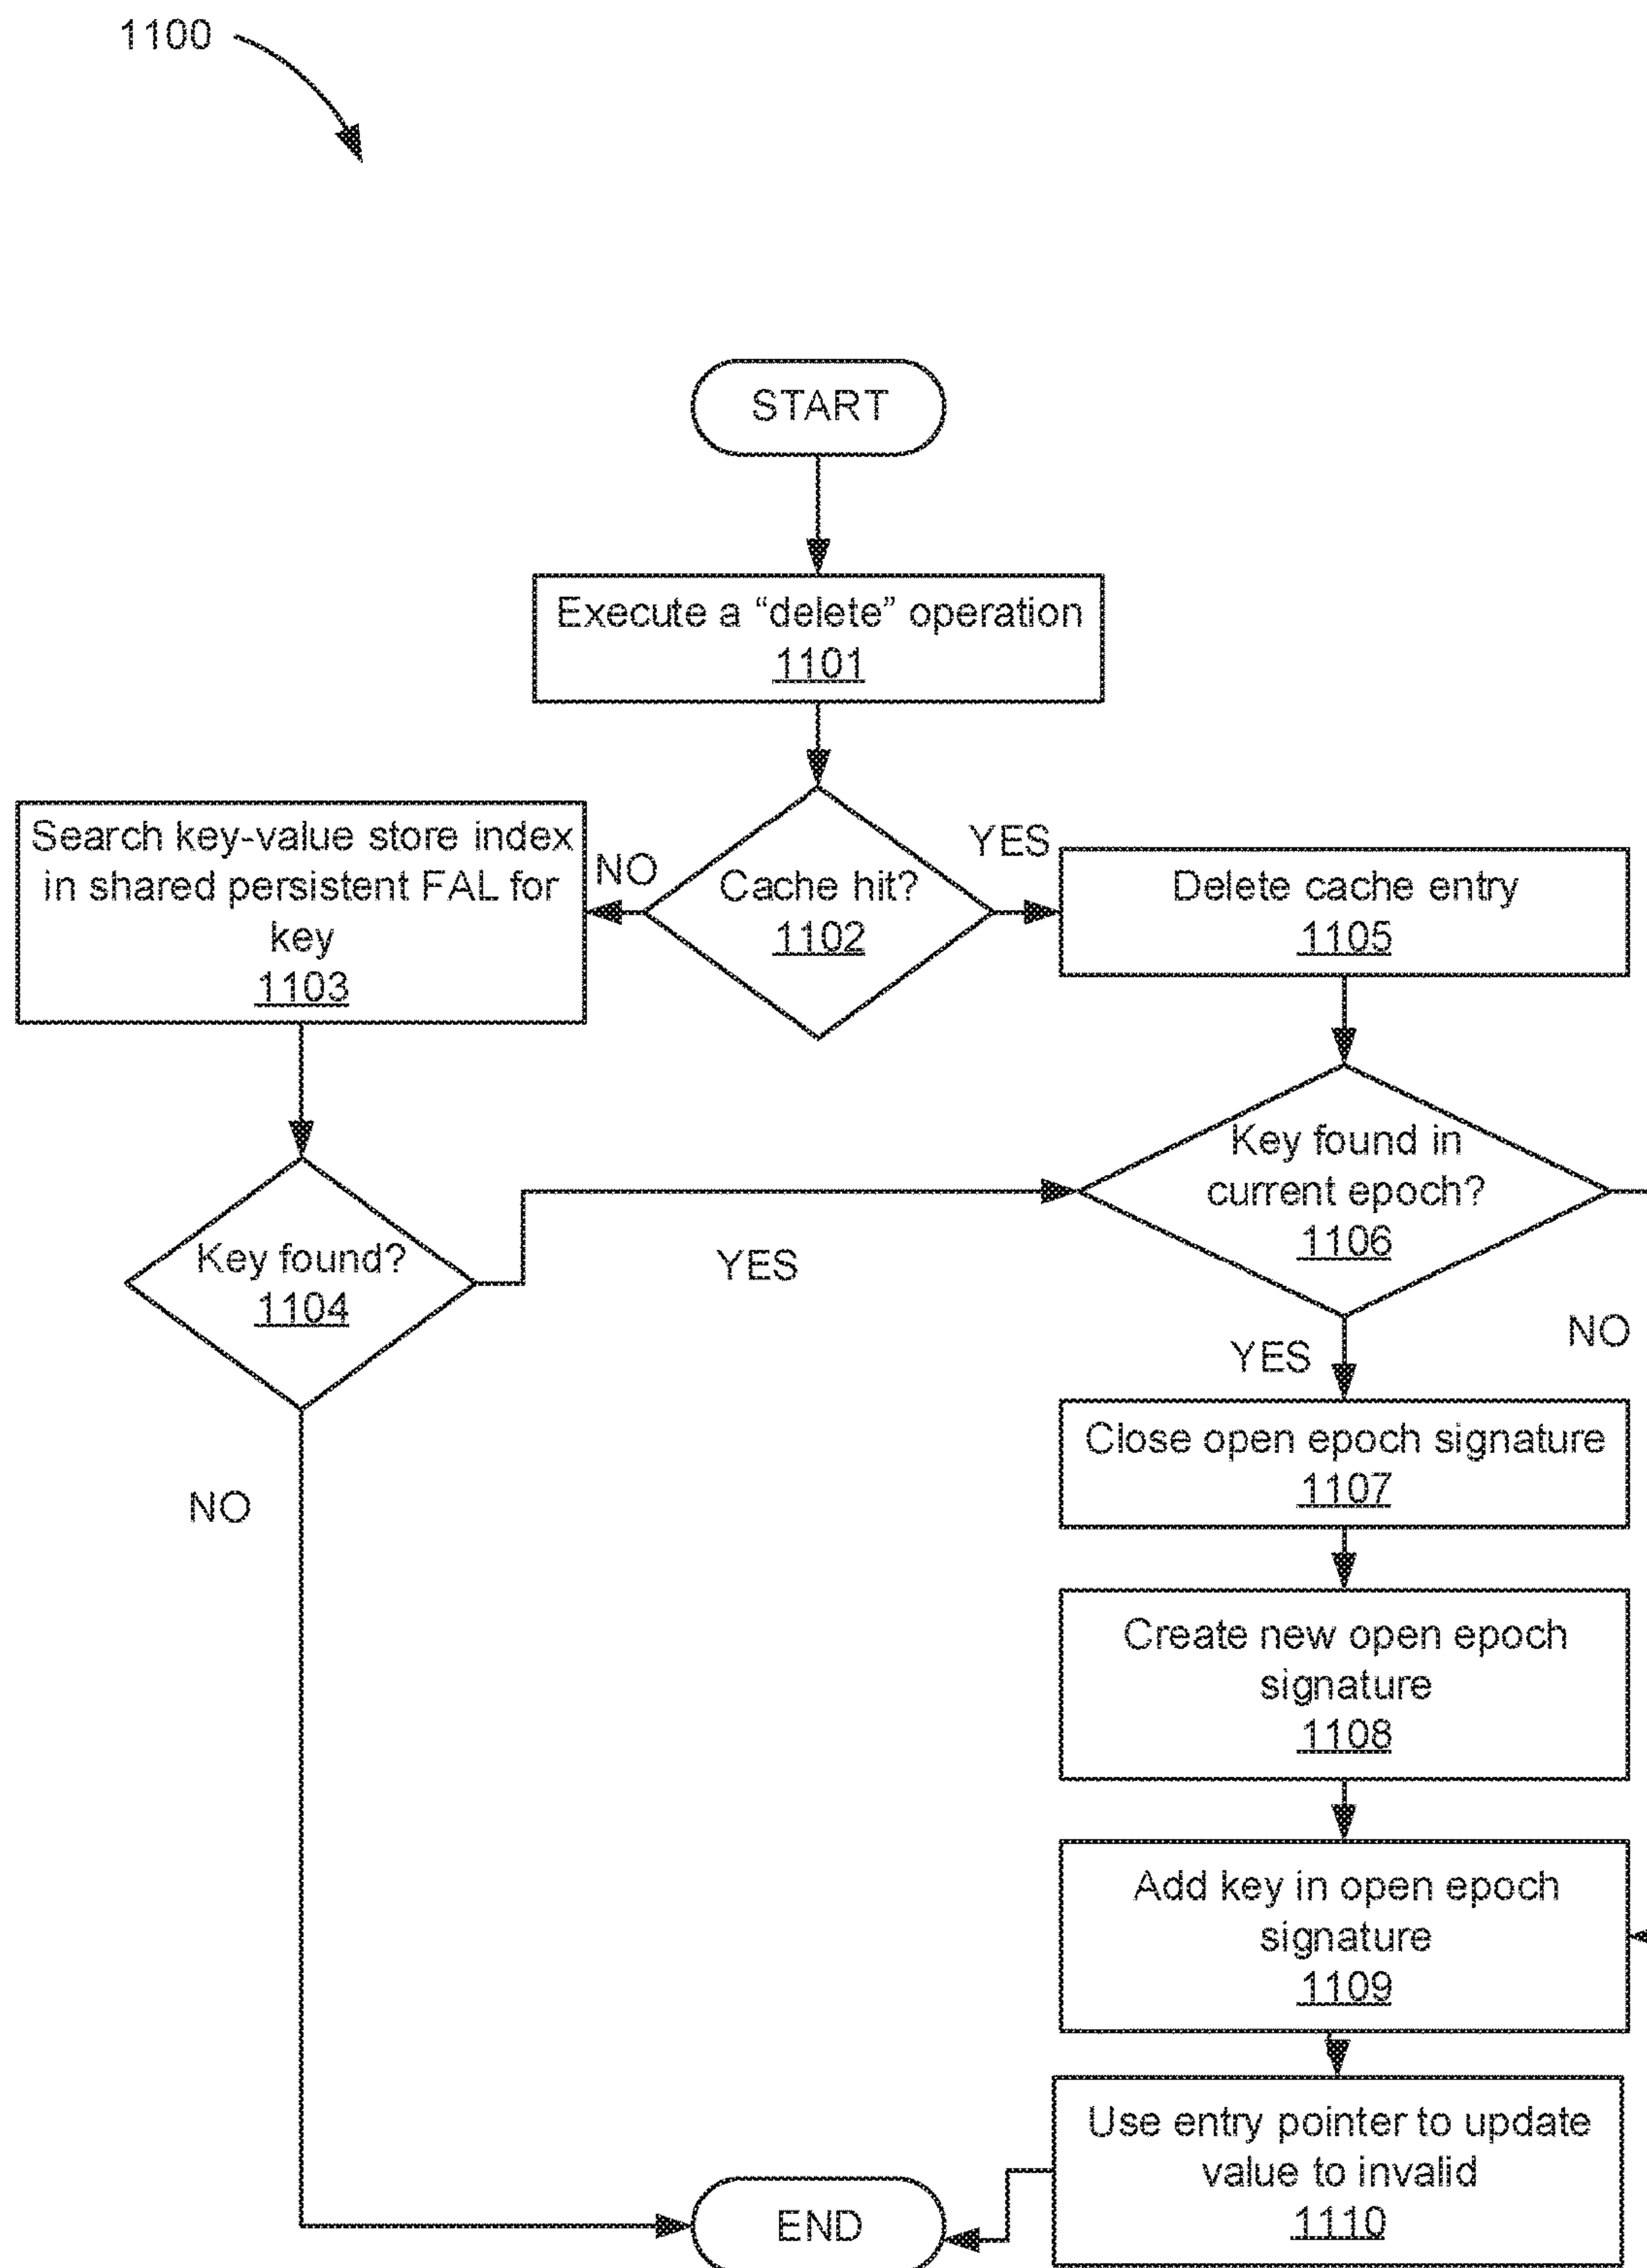 1100
START
Execute a “delete” operation
1101
Search key-value store index
in shared persistent FAL for
key
1103
NO
Cache hit?
1102
YES
Delete cache entry
1105
Key found in
current epoch?
1106
Key found?
1104
YES
NO
YES
Close open epoch signature
1107
NO
Create new open epoch
signature
1108
Add key in open epoch
signature
1109
Use entry pointer to update
value to invalid
1110
END